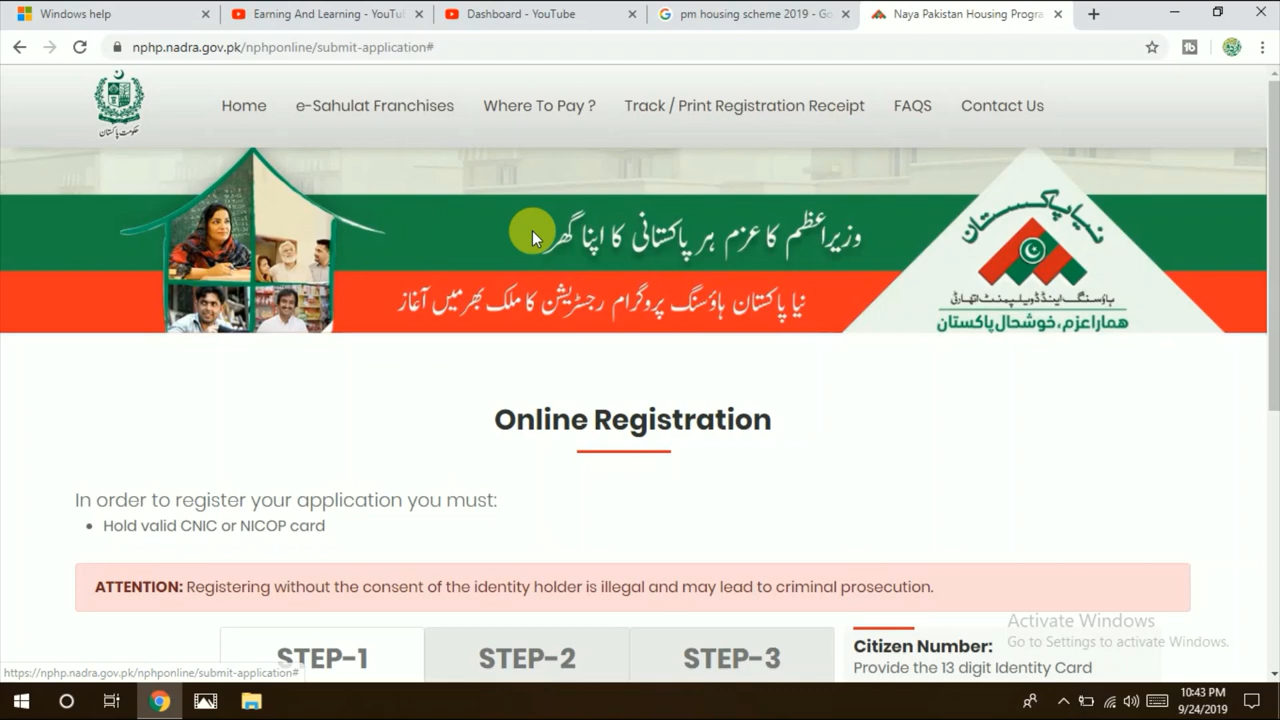 Windows help
Earning And Learning - YouTu
Dashboard - YouTube
pm housing scheme 2019 - Go
Naya Pakistan Housing Progra
nphp.nadra.gov.pk/nphponline/submit-application#
حکومت پاکستان
Home
e-Sahulat Franchises
Where To Pay ?
Track / Print Registration Receipt
FAQS
Contact Us
وزیراعظم کا عزم ہر پاکستانی کا اپنا گھر
نیا پاکستان ہاؤسنگ پروگرام رجسٹریشن کا ملک بھر میں آغاز
نیا پاکستان
ہاؤسنگ اینڈ ڈویلپمنٹ اتھارٹی
ہمارا عزم، خوشحال پاکستان
Online Registration
In order to register your application you must:
Hold valid CNIC or NICOP card
ATTENTION: Registering without the consent of the identity holder is illegal and may lead to criminal prosecution.
STEP-1
STEP-2
STEP-3
Citizen Number:
Provide the 13 digit Identity Card
Activate Windows
Go to Settings to activate Windows.
https://nphp.nadra.gov.pk/nphponline/submit-application#
10:43 PM
9/24/2019